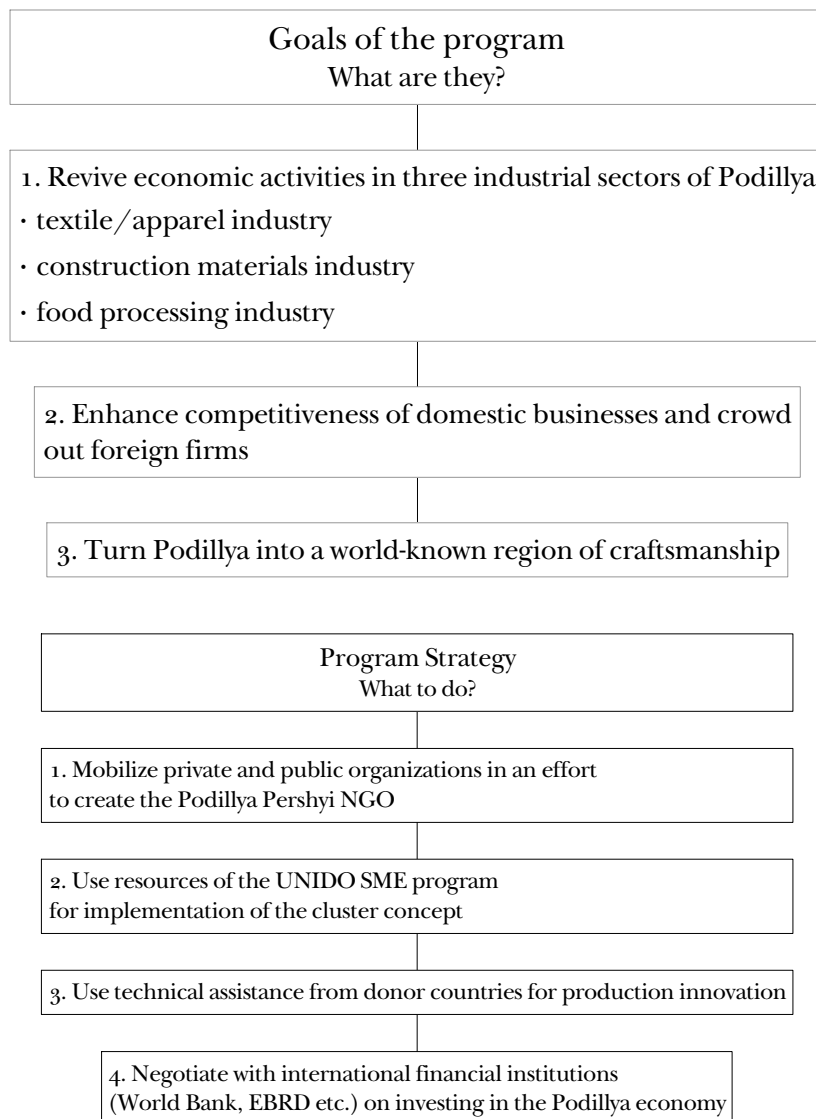 Goals of the program
What are they?
1. Revive economic activities in three industrial sectors of Podillya
· textile/apparel industry
· construction materials industry
· food processing industry
2. Enhance competitiveness of domestic businesses and crowd
out foreign firms
3. Turn Podillya into a world-known region of craftsmanship
Program Strategy
What to do?
1. Mobilize private and public organizations in an effort
to create the Podillya Pershyi NGO
2. Use resources of the UNIDO SME program
for implementation of the cluster concept
3. Use technical assistance from donor countries for production innovation
4. Negotiate with international financial institutions
(World Bank, EBRD etc.) on investing in the Podillya economy